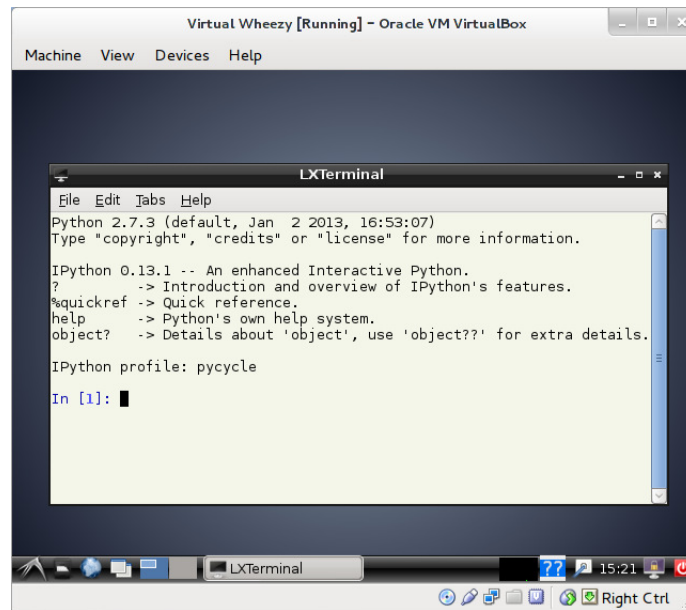 Virtual Wheezy [Running] – Oracle VM VirtualBox
Machine View Devices Help
LXTerminal
File Edit Tabs Help
Python 2.7.3 (default, Jan  2 2013, 16:53:07)
Type "copyright", "credits" or "license" for more information.
IPython 0.13.1 -- An enhanced Interactive Python.
?         -> Introduction and overview of IPython's features.
%quickref -> Quick reference.
help      -> Python's own help system.
object?   -> Details about 'object', use 'object??' for extra details.
IPython profile: pycycle
In [1]:
LXTerminal ?? 15:21
Right Ctrl